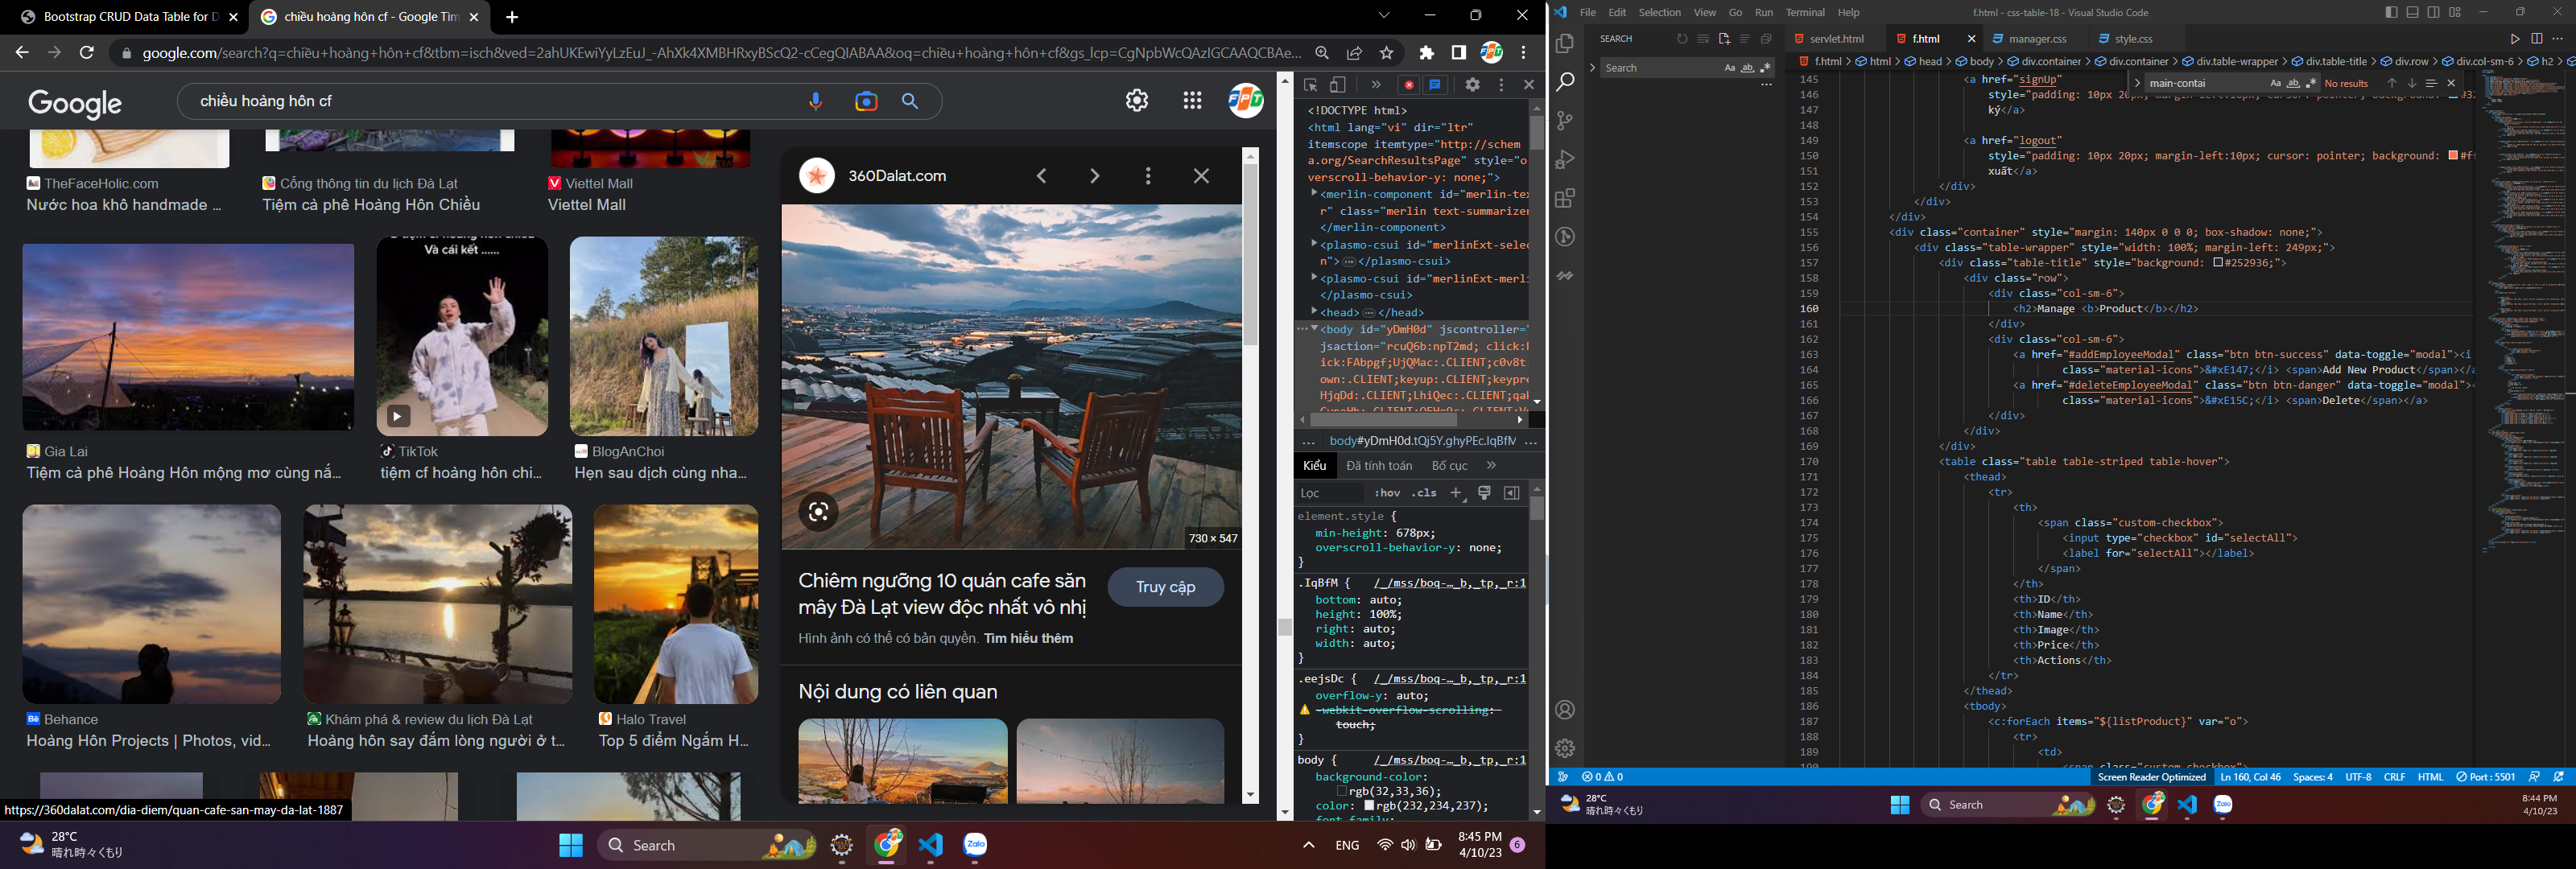 Bootstrap CRUD Data Table for D
chiều hoàng hôn cf - Google Tìm
google.com/search?q=chiều+hoàng+hôn+cf&tbm=isch&ved=2ahUKEwiYyLzEuJ_-AhXk4XMBHRxyBScQ2-cCegQIABAA&oq=chiều+hoàng+hôn+cf&gs_lcp=CgNpbWcQAzIGCAAQCBAe...
Google
chiều hoàng hôn cf
TheFaceHolic.com
Nước hoa khô handmade ...
Cổng thông tin du lịch Đà Lạt
Tiệm cà phê Hoàng Hôn Chiều
Viettel Mall
Viettel Mall
Và cái kết ......
Gia Lai
Tiệm cà phê Hoàng Hôn mộng mơ cùng nắ...
TikTok
tiệm cf hoàng hôn chi...
BlogAnChoi
Hẹn sau dịch cùng nha...
Behance
Hoàng Hôn Projects | Photos, vid...
Khám phá & review du lịch Đà Lạt
Hoàng hôn say đắm lòng người ở t...
Halo Travel
Top 5 điểm Ngắm H...
https://360dalat.com/dia-diem/quan-cafe-san-may-da-lat-1887
360Dalat.com
730 × 547
Chiêm ngưỡng 10 quán cafe săn
mây Đà Lạt view độc nhất vô nhị
Truy cập
Hình ảnh có thể có bản quyền. Tìm hiểu thêm
Nội dung có liên quan
<!DOCTYPE html>
<html lang="vi" dir="ltr"
itemscope itemtype="http://schem
a.org/SearchResultsPage" style="o
verscroll-behavior-y: none;">
<merlin-component id="merlin-tex
r" class="merlin text-summarizer
</merlin-component>
<plasmo-csui id="merlinExt-selec
n">…</plasmo-csui>
<plasmo-csui id="merlinExt-merli
</plasmo-csui>
<head>…</head>
<body id="yDmH0d" jscontroller="
jsaction="rcuQ6b:npT2md; click:F
ick:FAbpgf;UjQMac:.CLIENT;c0v8t:
own:.CLIENT;keyup:.CLIENT;keypre
HjqDd:.CLIENT;LhiQec:.CLIENT;qak
body#yDmH0d.tQj5Y.ghyPEc.IqBfM
Kiểu
Đã tính toán
Bố cục
Lọc
:hov .cls
element.style {
min-height: 678px;
overscroll-behavior-y: none;
}
.IqBfM { /_/mss/boq-…_b,_tp,_r:1
bottom: auto;
height: 100%;
right: auto;
width: auto;
}
.eejsDc { /_/mss/boq-…_b,_tp,_r:1
overflow-y: auto;
-webkit-overflow-scrolling:
touch;
}
body { /_/mss/boq-…_b,_tp,_r:1
background-color:
rgb(32,33,36);
color: rgb(232,234,237);
font-family:
28°C
晴れ時々くもり
Search
ENG
8:45 PM
4/10/23
6
File Edit Selection View Go Run Terminal Help
f.html - css-table-18 - Visual Studio Code
SEARCH
Search
servlet.html
f.html
manager.css
style.css
f.html > html > head > body > div.container > div.container > div.table-wrapper > div.table-title > div.row > div.col-sm-6 > h2
main-contai
No results
145 <a href="signUp"
146 style="padding: 10px 20px; margin-left:10px; cursor: pointer; background: #32
147 ký</a>
148
149 <a href="logout"
150 style="padding: 10px 20px; margin-left:10px; cursor: pointer; background: #ff
151 xuất</a>
152 </div>
153 </div>
154 </div>
155 <div class="container" style="margin: 140px 0 0 0; box-shadow: none;">
156 <div class="table-wrapper" style="width: 100%; margin-left: 249px;">
157 <div class="table-title" style="background: #252936;">
158 <div class="row">
159 <div class="col-sm-6">
160 <h2>Manage <b>Product</b></h2>
161 </div>
162 <div class="col-sm-6">
163 <a href="#addEmployeeModal" class="btn btn-success" data-toggle="modal"><i
164 class="material-icons">&#xE147;</i> <span>Add New Product</span></a
165 <a href="#deleteEmployeeModal" class="btn btn-danger" data-toggle="modal"><
166 class="material-icons">&#xE15C;</i> <span>Delete</span></a>
167 </div>
168 </div>
169 </div>
170 <table class="table table-striped table-hover">
171 <thead>
172 <tr>
173 <th>
174 <span class="custom-checkbox">
175 <input type="checkbox" id="selectAll">
176 <label for="selectAll"></label>
177 </span>
178 </th>
179 <th>ID</th>
180 <th>Name</th>
181 <th>Image</th>
182 <th>Price</th>
183 <th>Actions</th>
184 </tr>
185 </thead>
186 <tbody>
187 <c:forEach items="${listProduct}" var="o">
188 <tr>
189 <td>
190 <span class="custom-checkbox">
0 0
Screen Reader Optimized
Ln 160, Col 46
Spaces: 4
UTF-8
CRLF
HTML
Port : 5501
28°C
晴れ時々くもり
Search
8:44 PM
4/10/23